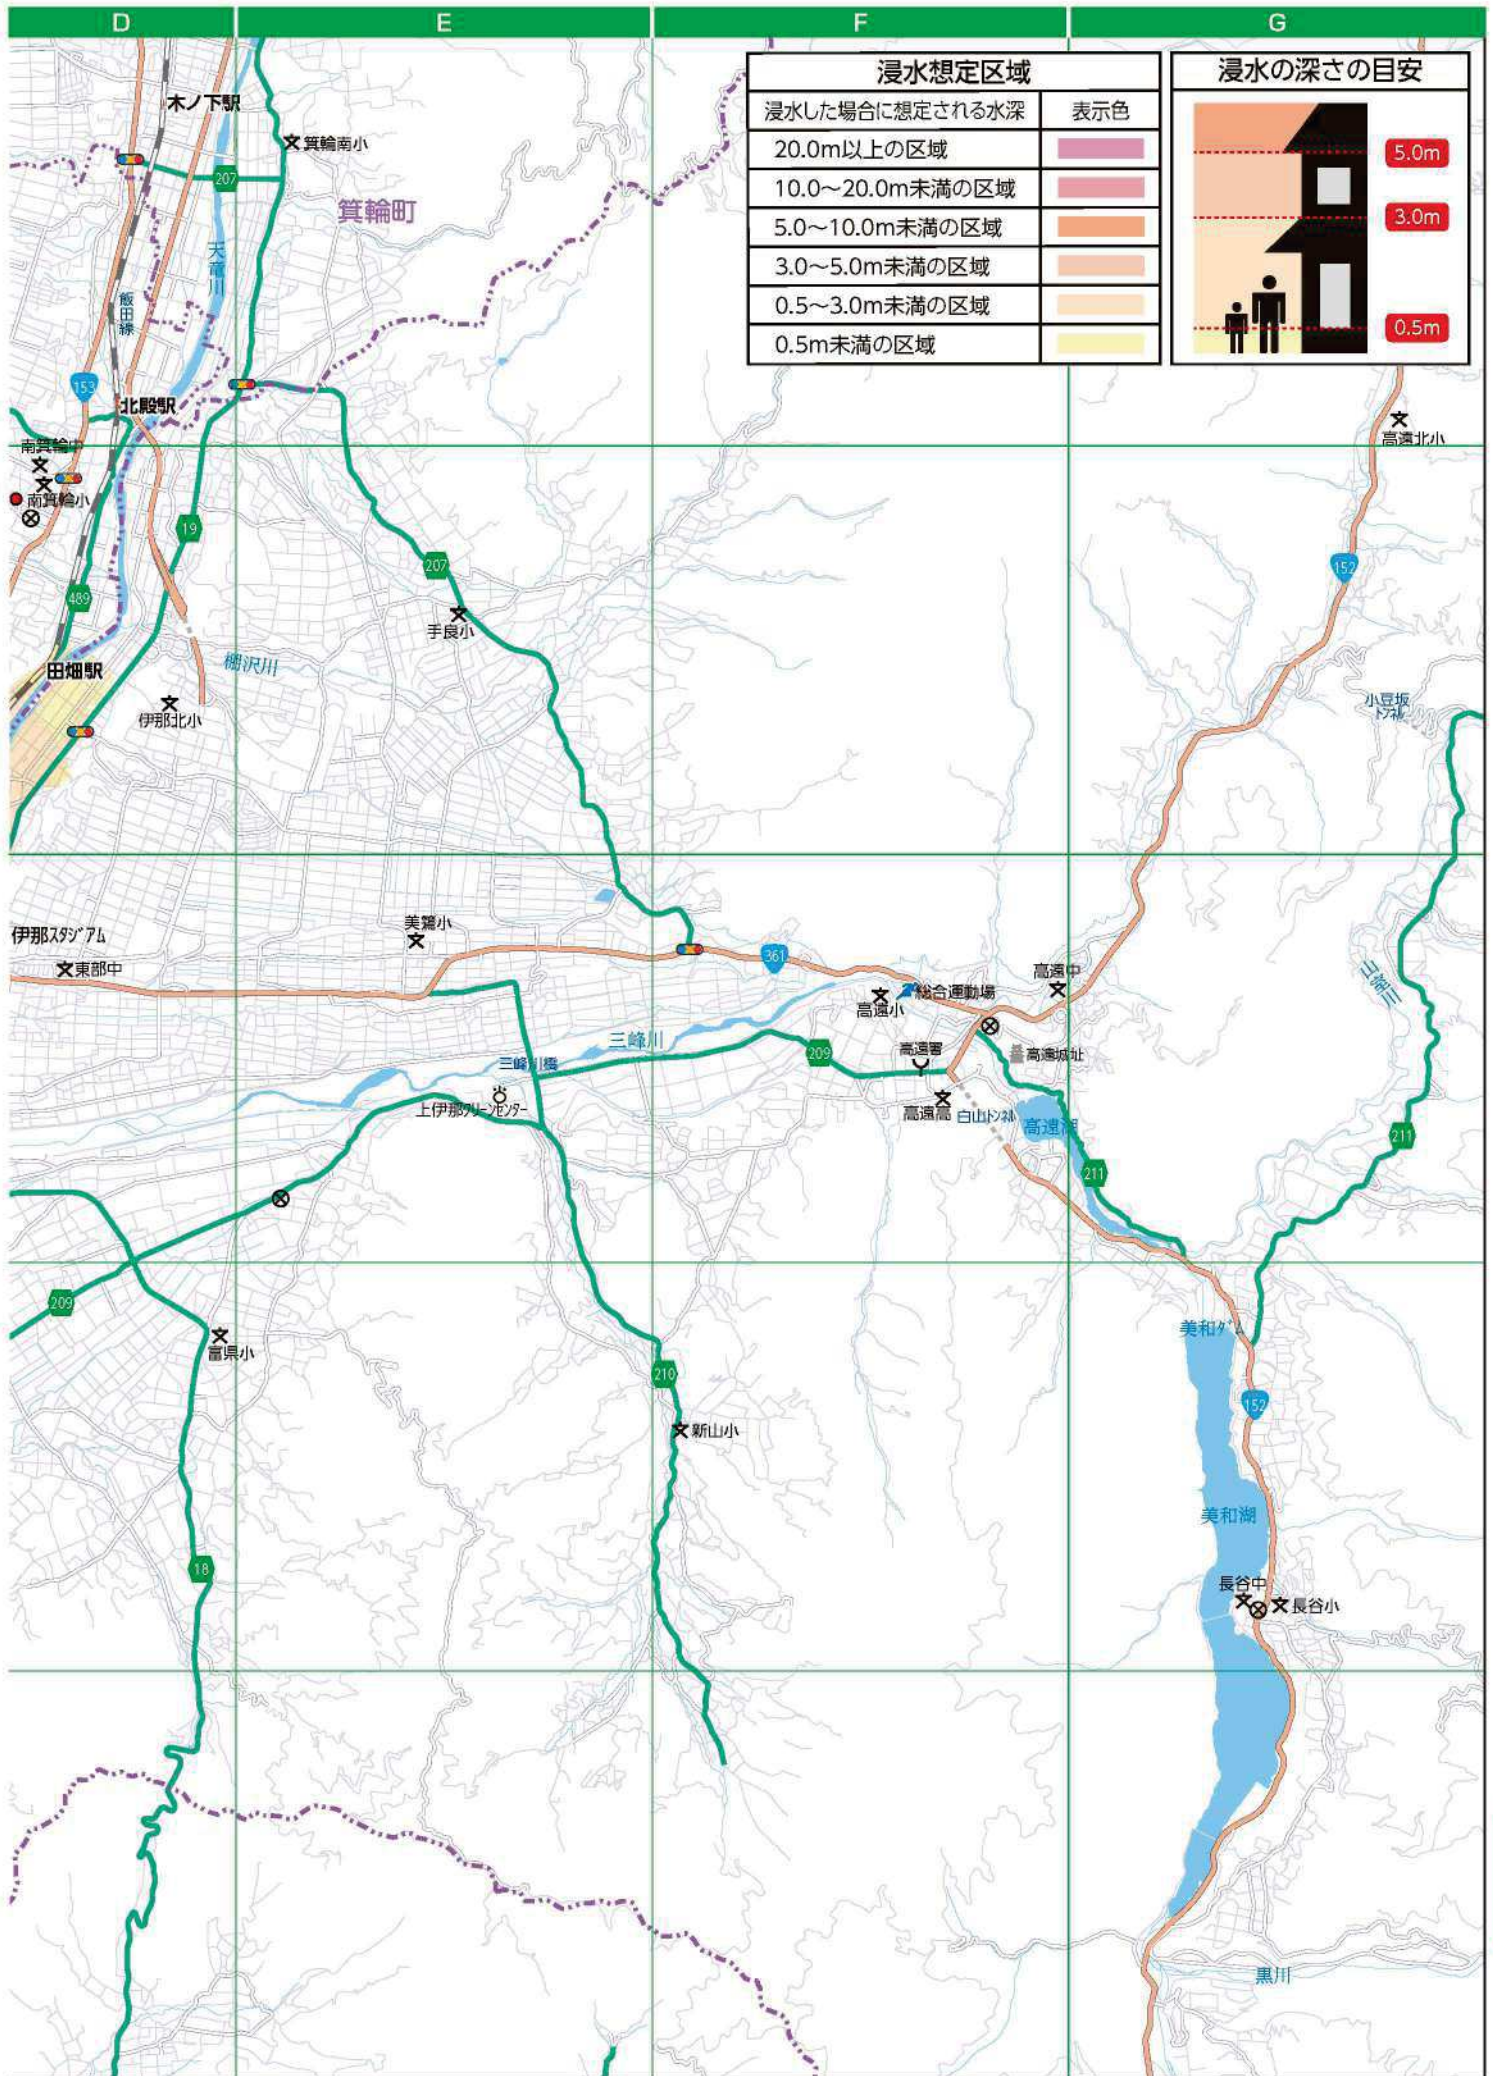 D E F G
浸水想定区域
浸水した場合に想定される水深 表示色
20.0m以上の区域
10.0～20.0m未満の区域
5.0～10.0m未満の区域
3.0～5.0m未満の区域
0.5～3.0m未満の区域
0.5m未満の区域
浸水の深さの目安
5.0m
3.0m
0.5m
木ノ下駅
箕輪南小
207
箕輪町
天竜川
飯田線
153
北殿駅
高遠北小
南箕輪中
南箕輪小
19
152
207
489
手良小
田畑駅
棚沢川
伊那北小
小豆坂
トンネル
美篶小
伊那スタジアム
東部中
361
高遠中
山室川
総合運動場
高遠小
三峰川
209
高遠署
高遠城址
三峰川橋
上伊那クリーンセンター
高遠高
白山トンネル
高遠湖
211
211
209
富県小
美和ダム
210
152
新山小
美和湖
18
長谷中
長谷小
黒川